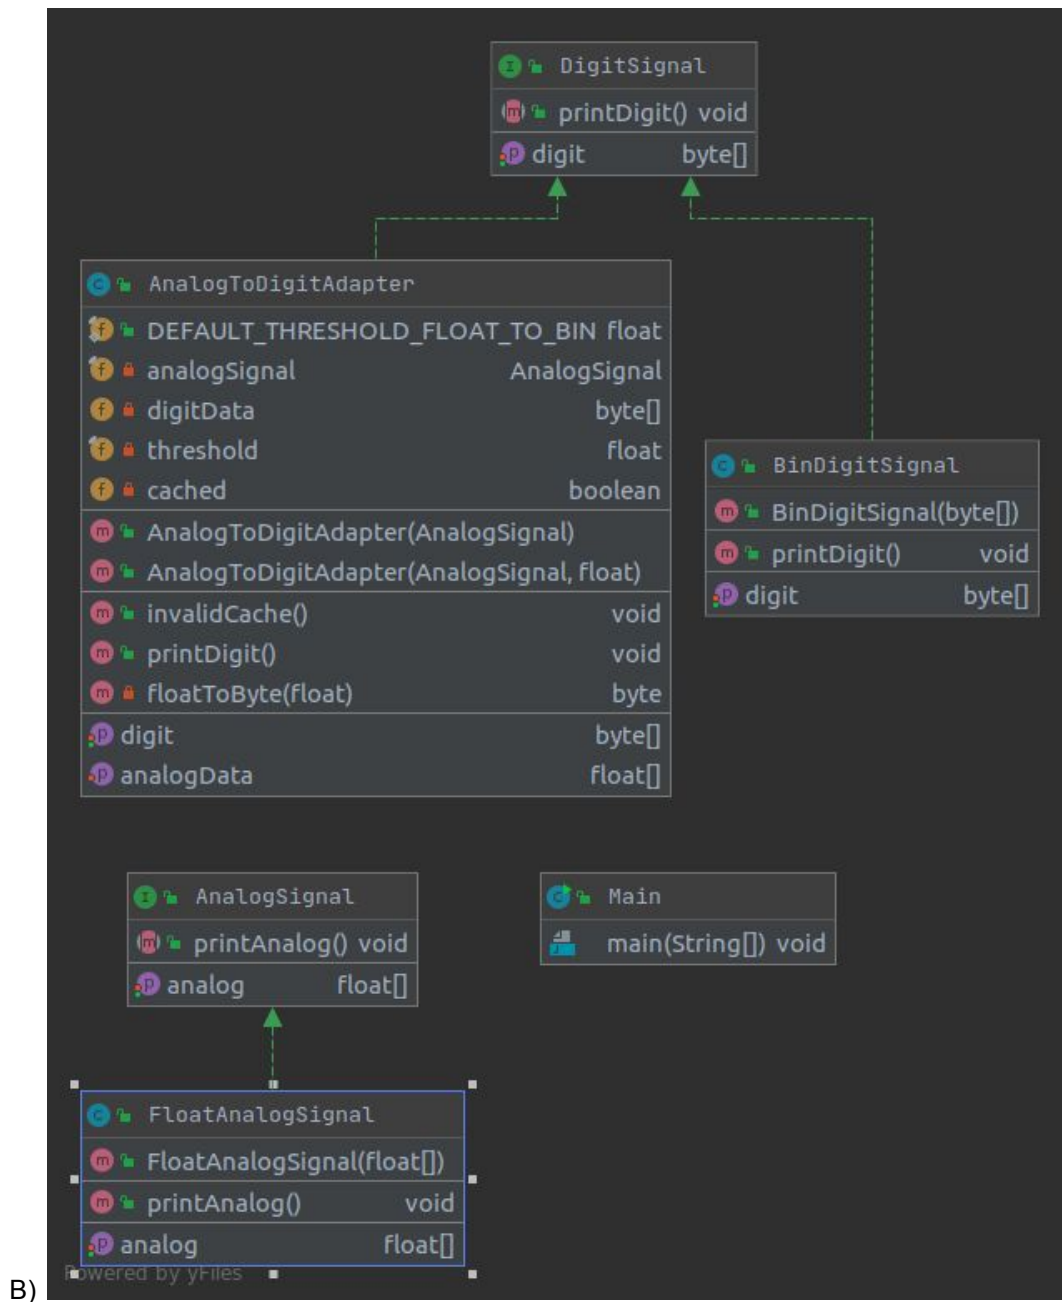 DigitSignal
printDigit() void
digit byte[]
AnalogToDigitAdapter
DEFAULT_THRESHOLD_FLOAT_TO_BIN float
analogSignal AnalogSignal
digitData byte[]
threshold float
cached boolean
AnalogToDigitAdapter(AnalogSignal)
AnalogToDigitAdapter(AnalogSignal, float)
invalidCache() void
printDigit() void
floatToByte(float) byte
digit byte[]
analogData float[]
BinDigitSignal
BinDigitSignal(byte[])
printDigit() void
digit byte[]
AnalogSignal
printAnalog() void
analog float[]
Main
main(String[]) void
FloatAnalogSignal
FloatAnalogSignal(float[])
printAnalog() void
analog float[]
Powered by yFiles
B)